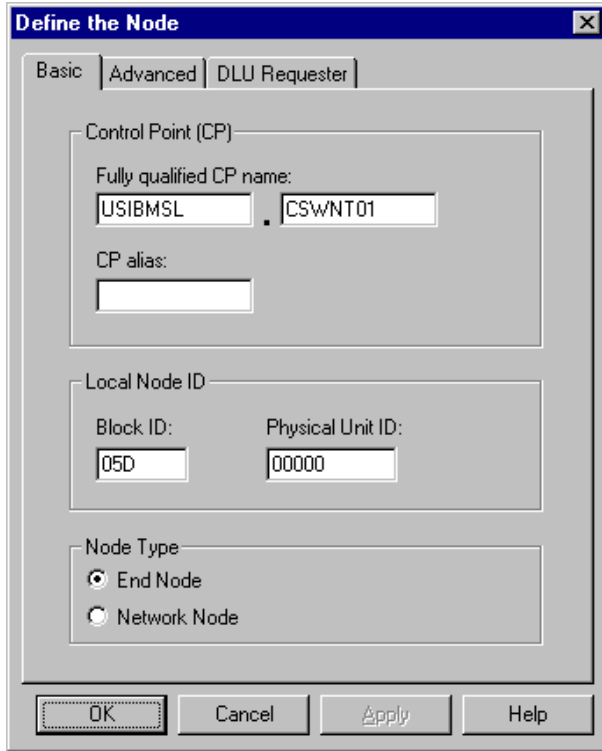 Define the Node
Basic Advanced DLU Requester
Control Point (CP)
Fully qualified CP name:
USIBMSL . CSWNT01
CP alias:
Local Node ID
Block ID: Physical Unit ID:
05D 00000
Node Type
End Node
Network Node
OK Cancel Apply Help